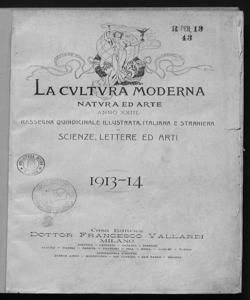 R PER 13
43
LA CVLTVRA MODERNA
NATVRA ED ARTE
ANNO XXIII
RASSEGNA QUINDICINALE ILLUSTRATA, ITALIANA E STRANIERA
DI
SCIENZE, LETTERE ED ARTI
1913-14
Casa Editrice
DOTTOR FRANCESCO VALLARDI
MILANO